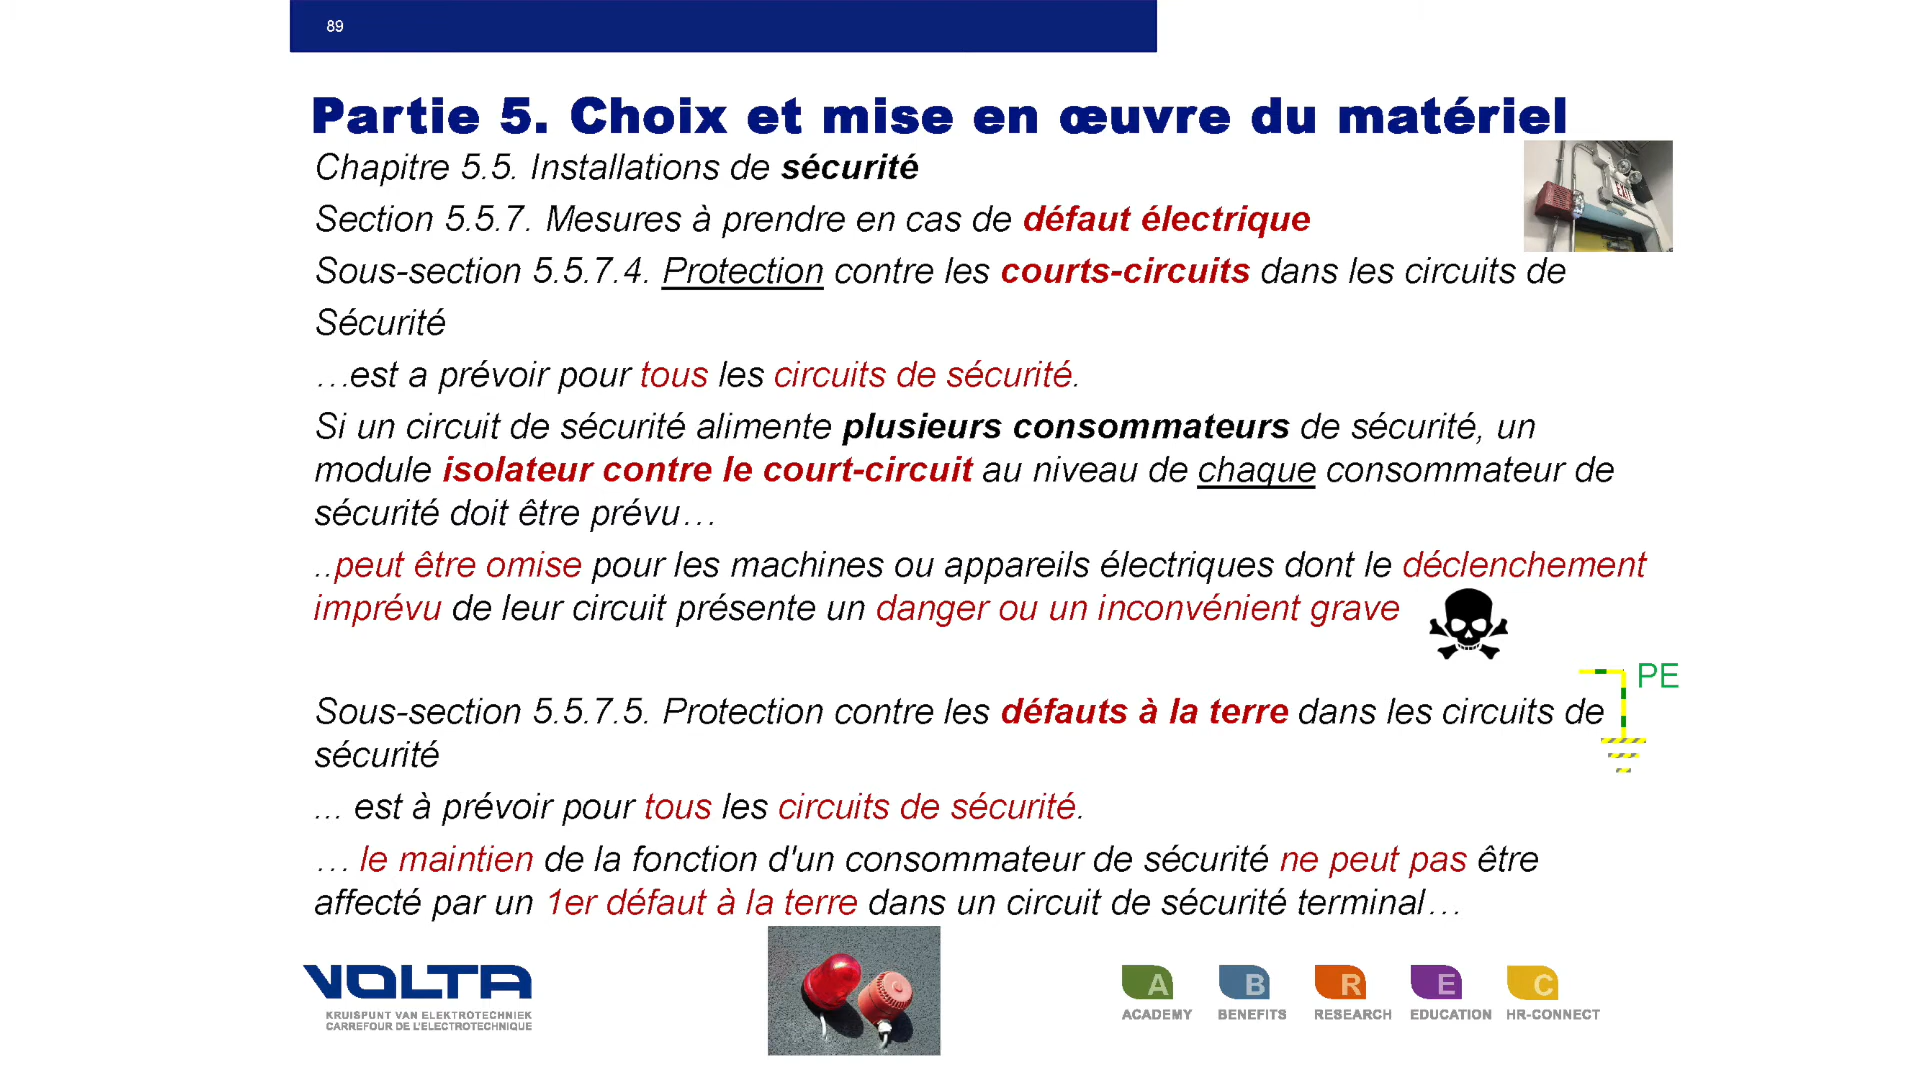 89
Partie 5. Choix et mise en œuvre du matériel
Chapitre 5.5. Installations de sécurité
Section 5.5.7. Mesures à prendre en cas de défaut électrique
Sous-section 5.5.7.4. Protection contre les courts-circuits dans les circuits de
Sécurité
…est a prévoir pour tous les circuits de sécurité.
Si un circuit de sécurité alimente plusieurs consommateurs de sécurité, un
module isolateur contre le court-circuit au niveau de chaque consommateur de
sécurité doit être prévu…
..peut être omise pour les machines ou appareils électriques dont le déclenchement
imprévu de leur circuit présente un danger ou un inconvénient grave
PE
Sous-section 5.5.7.5. Protection contre les défauts à la terre dans les circuits de
sécurité
... est à prévoir pour tous les circuits de sécurité.
… le maintien de la fonction d'un consommateur de sécurité ne peut pas être
affecté par un 1er défaut à la terre dans un circuit de sécurité terminal…
VOLTA
KRUISPUNT VAN ELEKTROTECHNIEK
CARREFOUR DE L'ELECTROTECHNIQUE
A B R E C
ACADEMY BENEFITS RESEARCH EDUCATION HR-CONNECT